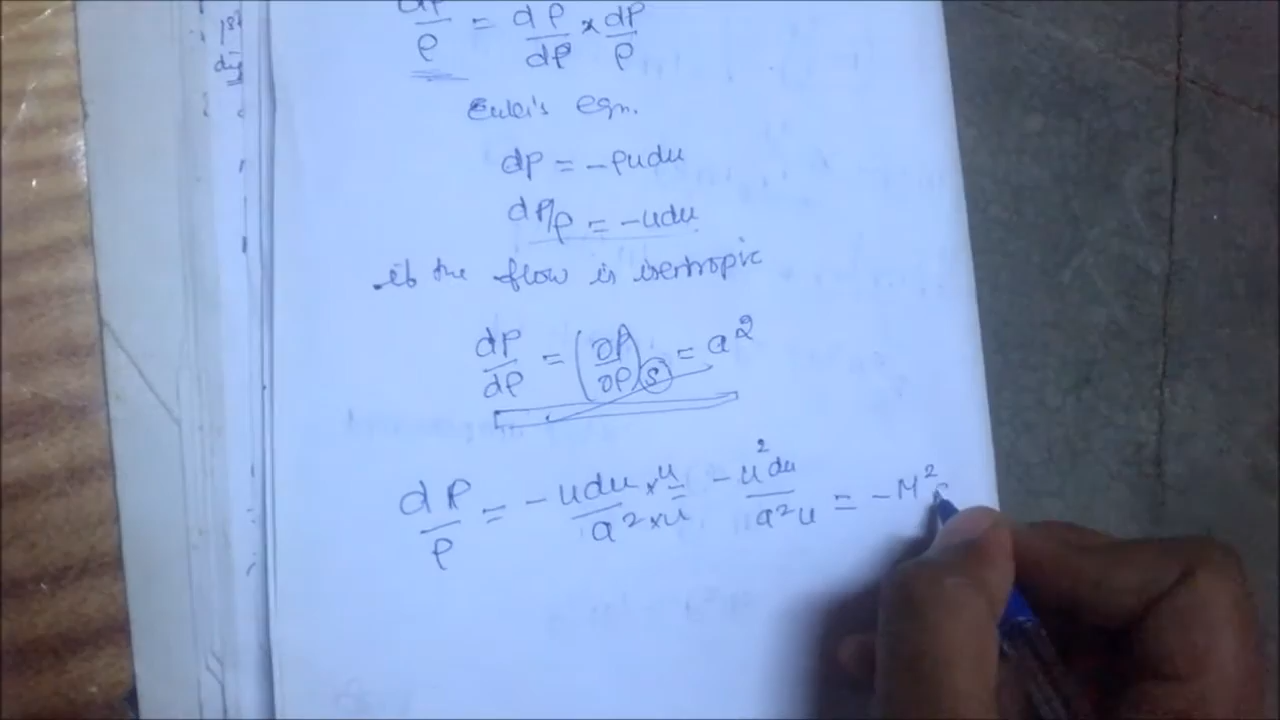 dρ/ρ = dρ/dP × dP/ρ
Euler's eqn.
dp = -ρudu
dP/ρ = -udu
if the flow is isentropic
dP/dρ = (∂P/∂ρ)s = a²
dρ/ρ = -udu/a² × u/u - u²du/a²u = -M²